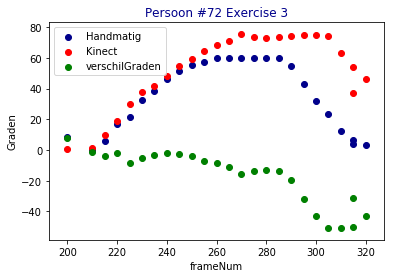 Persoon #72 Exercise 3
Handmatig
Kinect
verschilGraden
Graden
80
60
40
20
0
−20
−40
200
220
240
260
280
300
320
frameNum